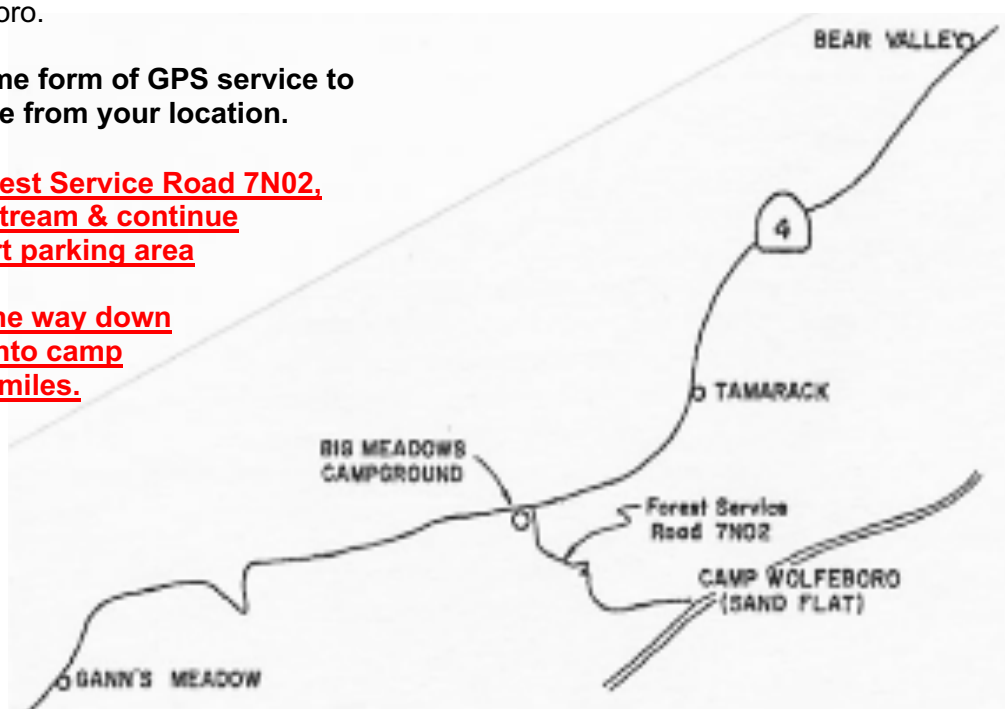 oro.
me form of GPS service to
e from your location.
est Service Road 7N02,
tream & continue
rt parking area
he way down
nto camp
miles.
BEAR VALLEY
4
TAMARACK
BIG MEADOWS
CAMPGROUND
Forest Service
Road 7N02
CAMP WOLFEBORO
(SAND FLAT)
GANN'S MEADOW